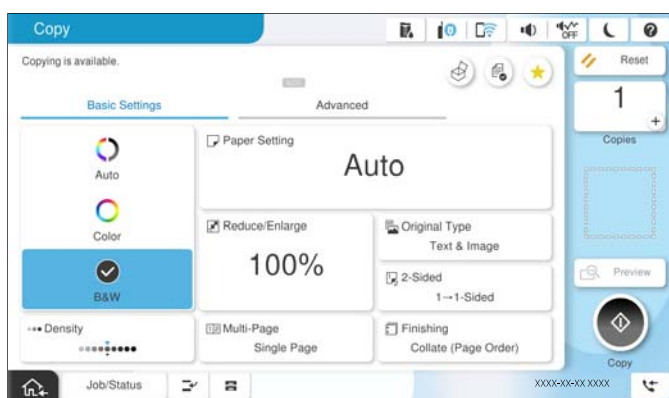 Copy
OFF
Copying is available.
Reset
1
Copies
Basic Settings
Advanced
Auto
Color
B&W
Paper Setting
Auto
Reduce/Enlarge
100%
Original Type
Text & Image
2-Sided
1→1-Sided
Density
Multi-Page
Single Page
Finishing
Collate (Page Order)
Preview
Copy
Job/Status
XXXX-XX-XX XXXX